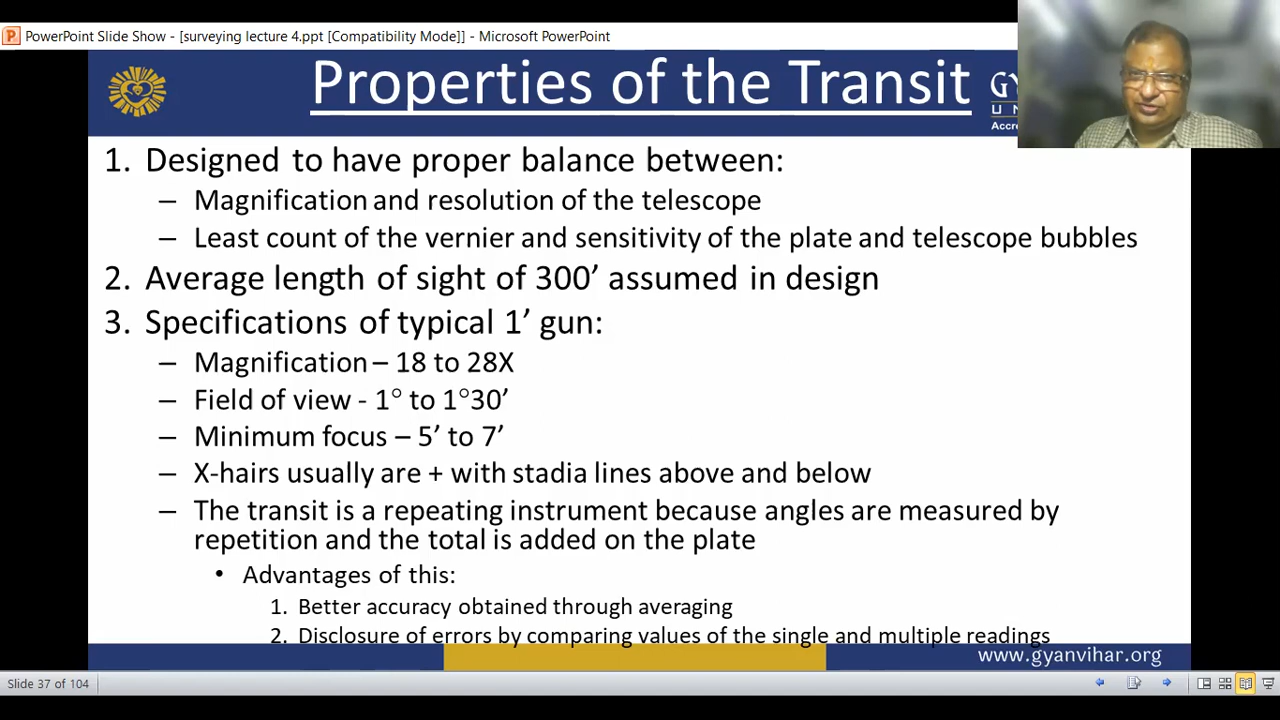 PowerPoint Slide Show - [surveying lecture 4.ppt [Compatibility Mode]] - Microsoft PowerPoint
Properties of the Transit
GY
U N
Accre
1. Designed to have proper balance between:
– Magnification and resolution of the telescope
– Least count of the vernier and sensitivity of the plate and telescope bubbles
2. Average length of sight of 300’ assumed in design
3. Specifications of typical 1’ gun:
– Magnification – 18 to 28X
– Field of view - 1° to 1°30’
– Minimum focus – 5’ to 7’
– X-hairs usually are + with stadia lines above and below
– The transit is a repeating instrument because angles are measured by
repetition and the total is added on the plate
• Advantages of this:
1. Better accuracy obtained through averaging
2. Disclosure of errors by comparing values of the single and multiple readings
www.gyanvihar.org
Slide 37 of 104